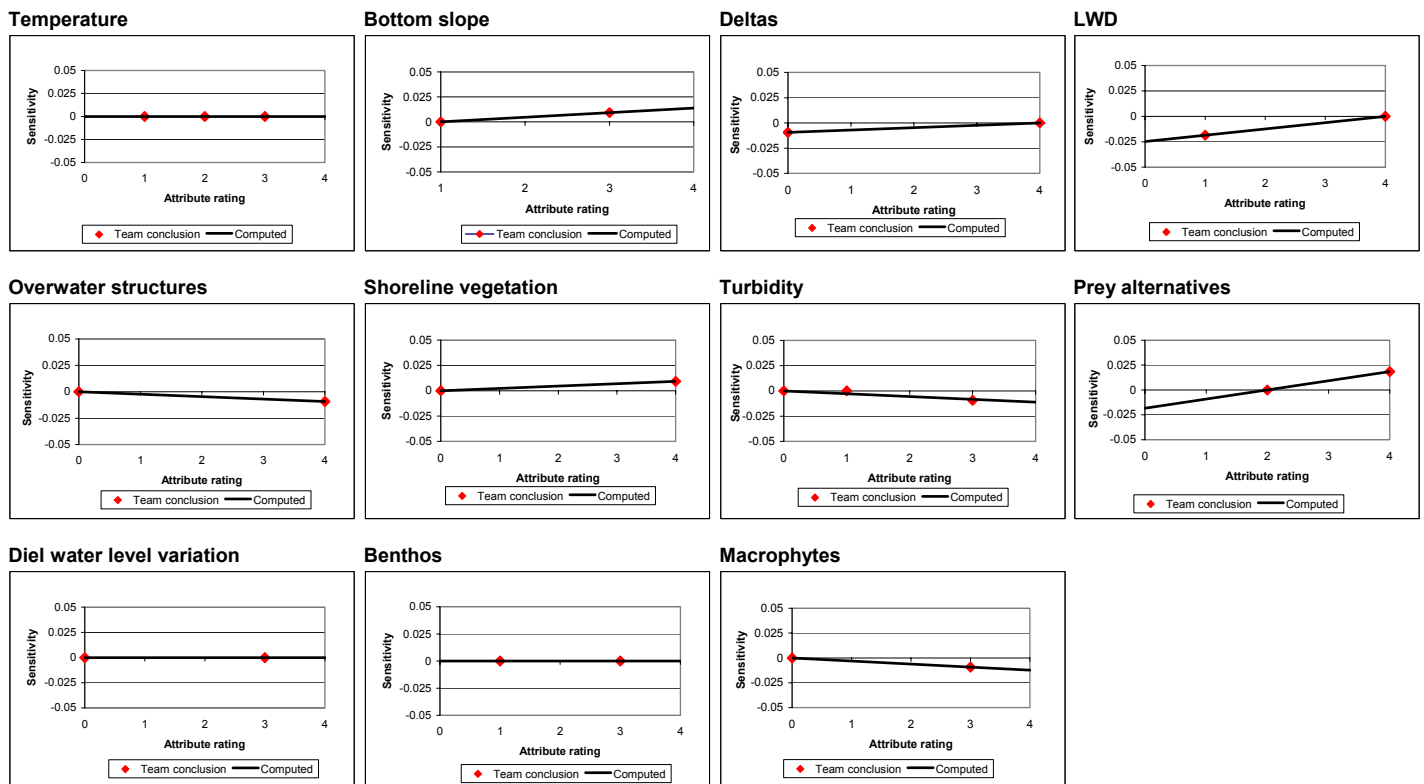 Temperature
0.05
0.025
0
-0.025
-0.05
Sensitivity
0 1 2 3 4
Attribute rating
Team conclusion Computed
Bottom slope
0.05
0.025
0
-0.025
-0.05
Sensitivity
1 2 3 4
Attribute rating
Team conclusion Computed
Deltas
0.05
0.025
0
-0.025
-0.05
Sensitivity
0 1 2 3 4
Attribute rating
Team conclusion Computed
LWD
0.05
0.025
0
-0.025
-0.05
Sensitivity
0 1 2 3 4
Attribute rating
Team conclusion Computed
Overwater structures
0.05
0.025
0
-0.025
-0.05
Sensitivity
0 1 2 3 4
Attribute rating
Team conclusion Computed
Shoreline vegetation
0.05
0.025
0
-0.025
-0.05
Sensitivity
0 1 2 3 4
Attribute rating
Team conclusion Computed
Turbidity
0.05
0.025
0
-0.025
-0.05
Sensitivity
0 1 2 3 4
Attribute rating
Team conclusion Computed
Prey alternatives
0.05
0.025
0
-0.025
-0.05
Sensitivity
0 1 2 3 4
Attribute rating
Team conclusion Computed
Diel water level variation
0.05
0.025
0
-0.025
-0.05
Sensitivity
0 1 2 3 4
Attribute rating
Team conclusion Computed
Benthos
0.05
0.025
0
-0.025
-0.05
Sensitivity
0 1 2 3 4
Attribute rating
Team conclusion Computed
Macrophytes
0.05
0.025
0
-0.025
-0.05
Sensitivity
0 1 2 3 4
Attribute rating
Team conclusion Computed